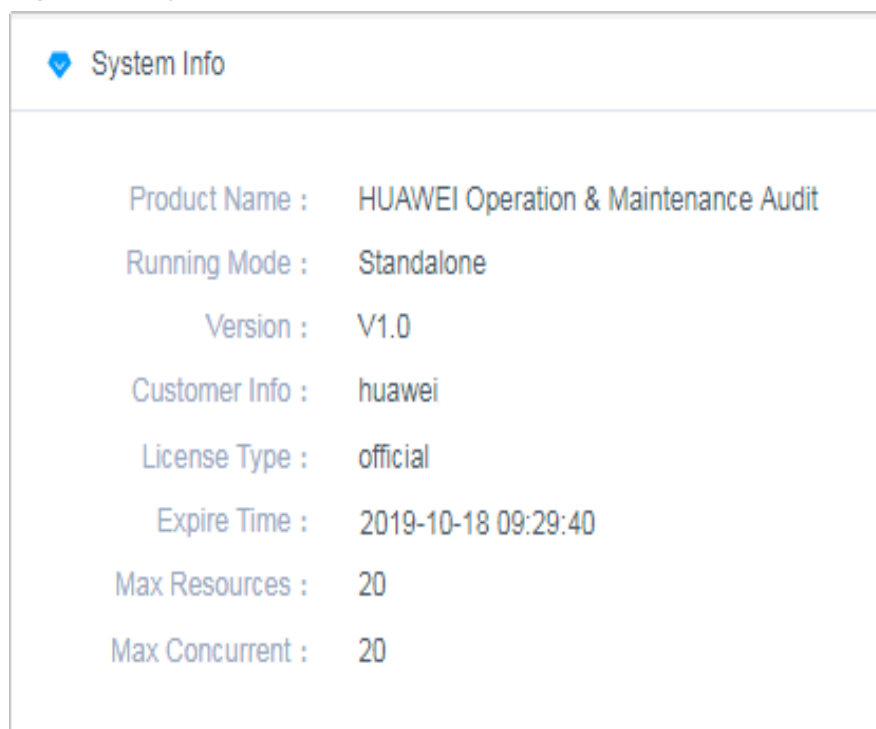 System Info
Product Name : HUAWEI Operation & Maintenance Audit
Running Mode : Standalone
Version : V1.0
Customer Info : huawei
License Type : official
Expire Time : 2019-10-18 09:29:40
Max Resources : 20
Max Concurrent : 20